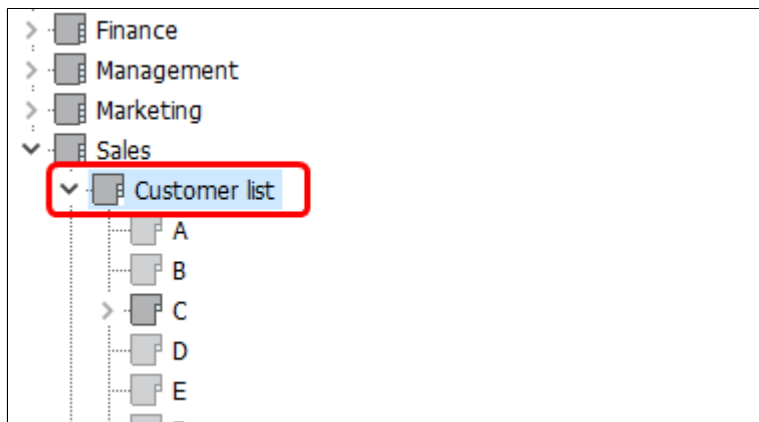 Finance
Management
Marketing
Sales
Customer list
A
B
C
D
E